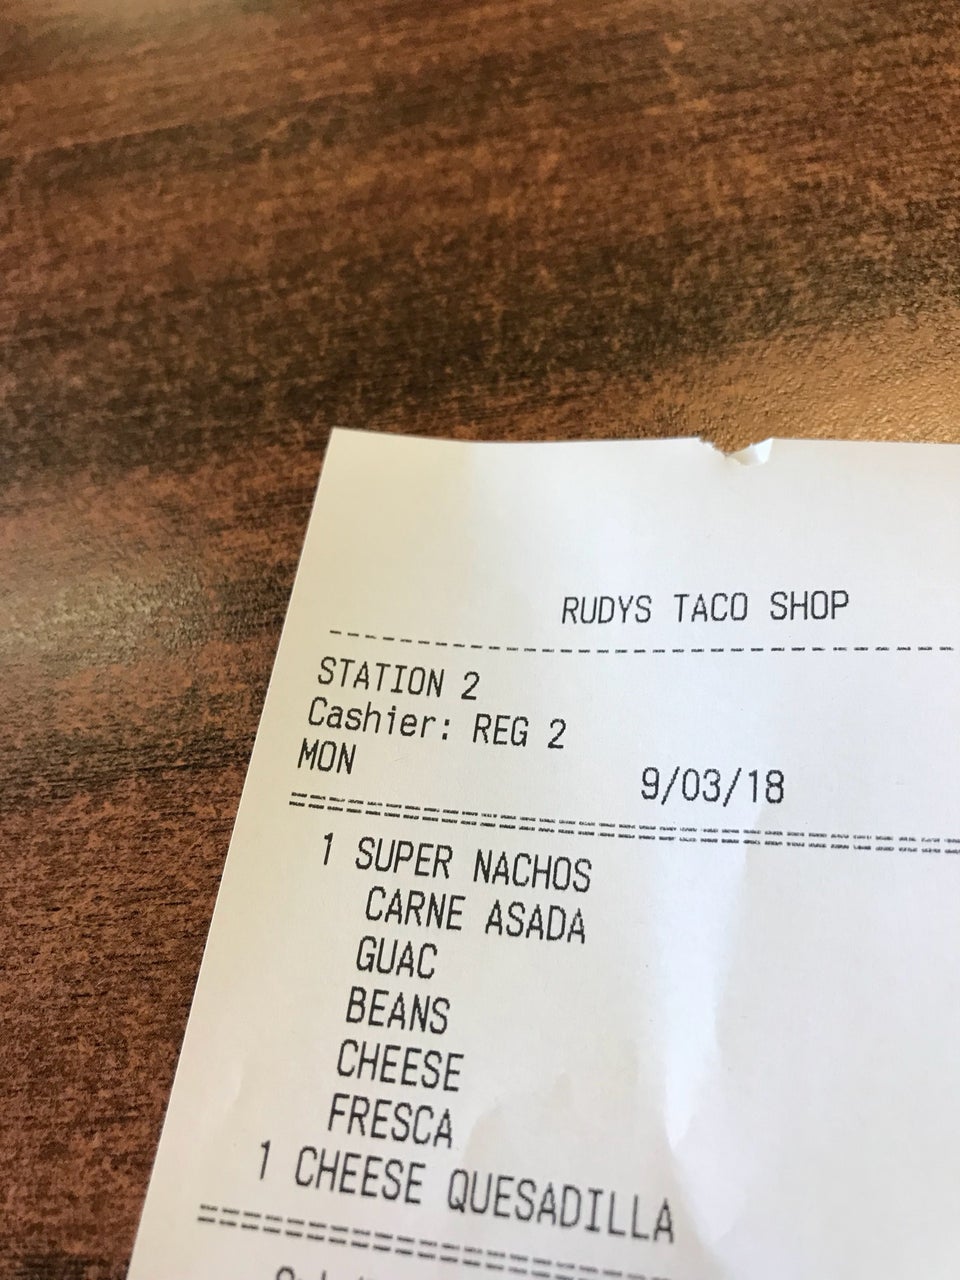 RUDYS TACO SHOP
STATION 2
Cashier: REG 2
MON 9/03/18
1 SUPER NACHOS
CARNE ASADA
GUAC
BEANS
CHEESE
FRESCA
1 CHEESE QUESADILLA